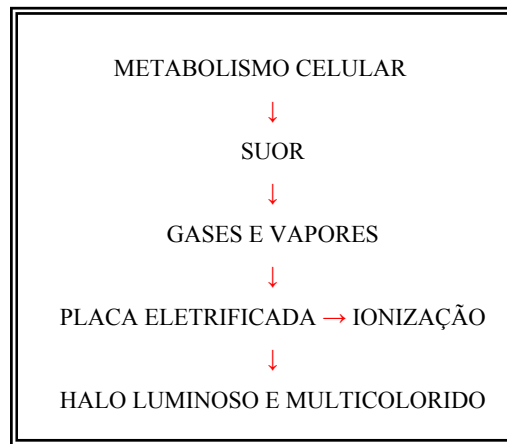 METABOLISMO CELULAR
↓
SUOR
↓
GASES E VAPORES
↓
PLACA ELETRIFICADA → IONIZAÇÃO
↓
HALO LUMINOSO E MULTICOLORIDO